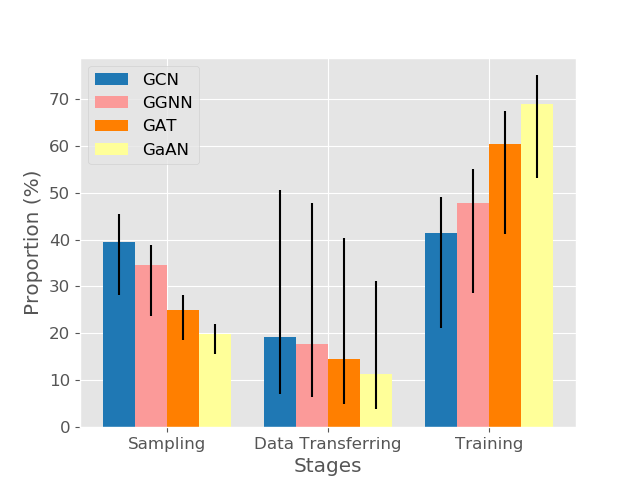 GCN
GGNN
GAT
GaAN
Proportion (%)
70
60
50
40
30
20
10
0
Sampling Data Transferring Training
Stages